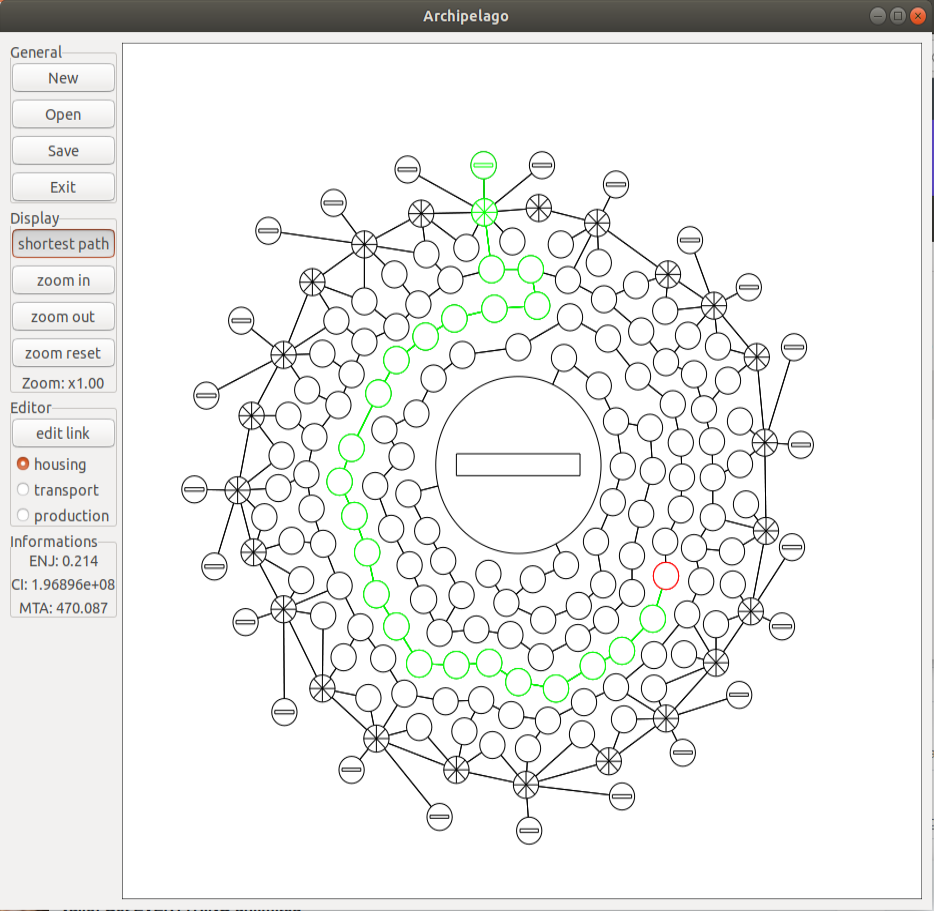 Archipelago
General
New
Open
Save
Exit
Display
shortest path
zoom in
zoom out
zoom reset
Zoom: x1.00
Editor
edit link
housing
transport
production
Informations
ENJ: 0.214
CI: 1.96896e+08
MTA: 470.087